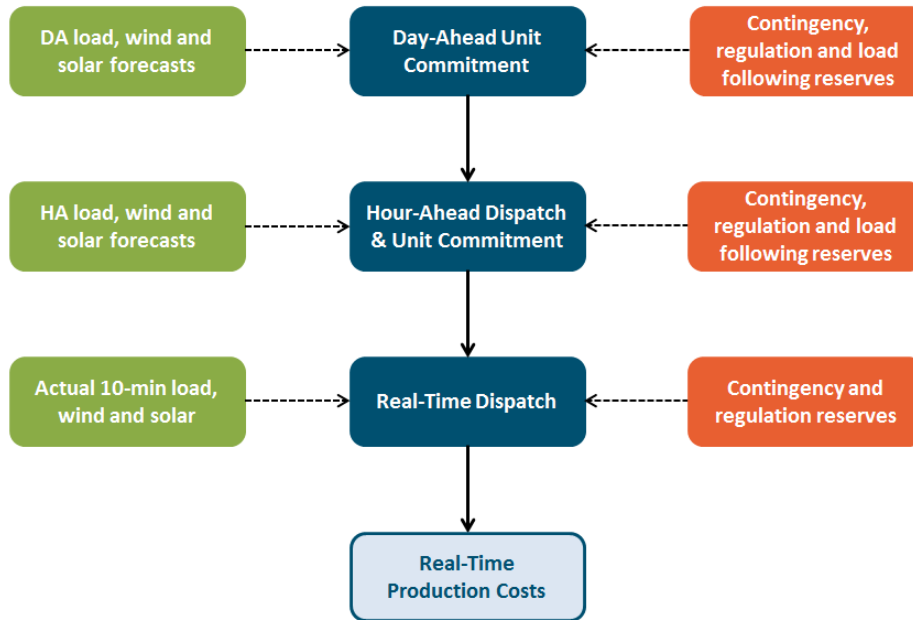 DA load, wind and
solar forecasts
Day-Ahead Unit
Commitment
Contingency,
regulation and load
following reserves
HA load, wind and
solar forecasts
Hour-Ahead Dispatch
& Unit Commitment
Contingency,
regulation and load
following reserves
Actual 10-min load,
wind and solar
Real-Time Dispatch
Contingency and
regulation reserves
Real-Time
Production Costs